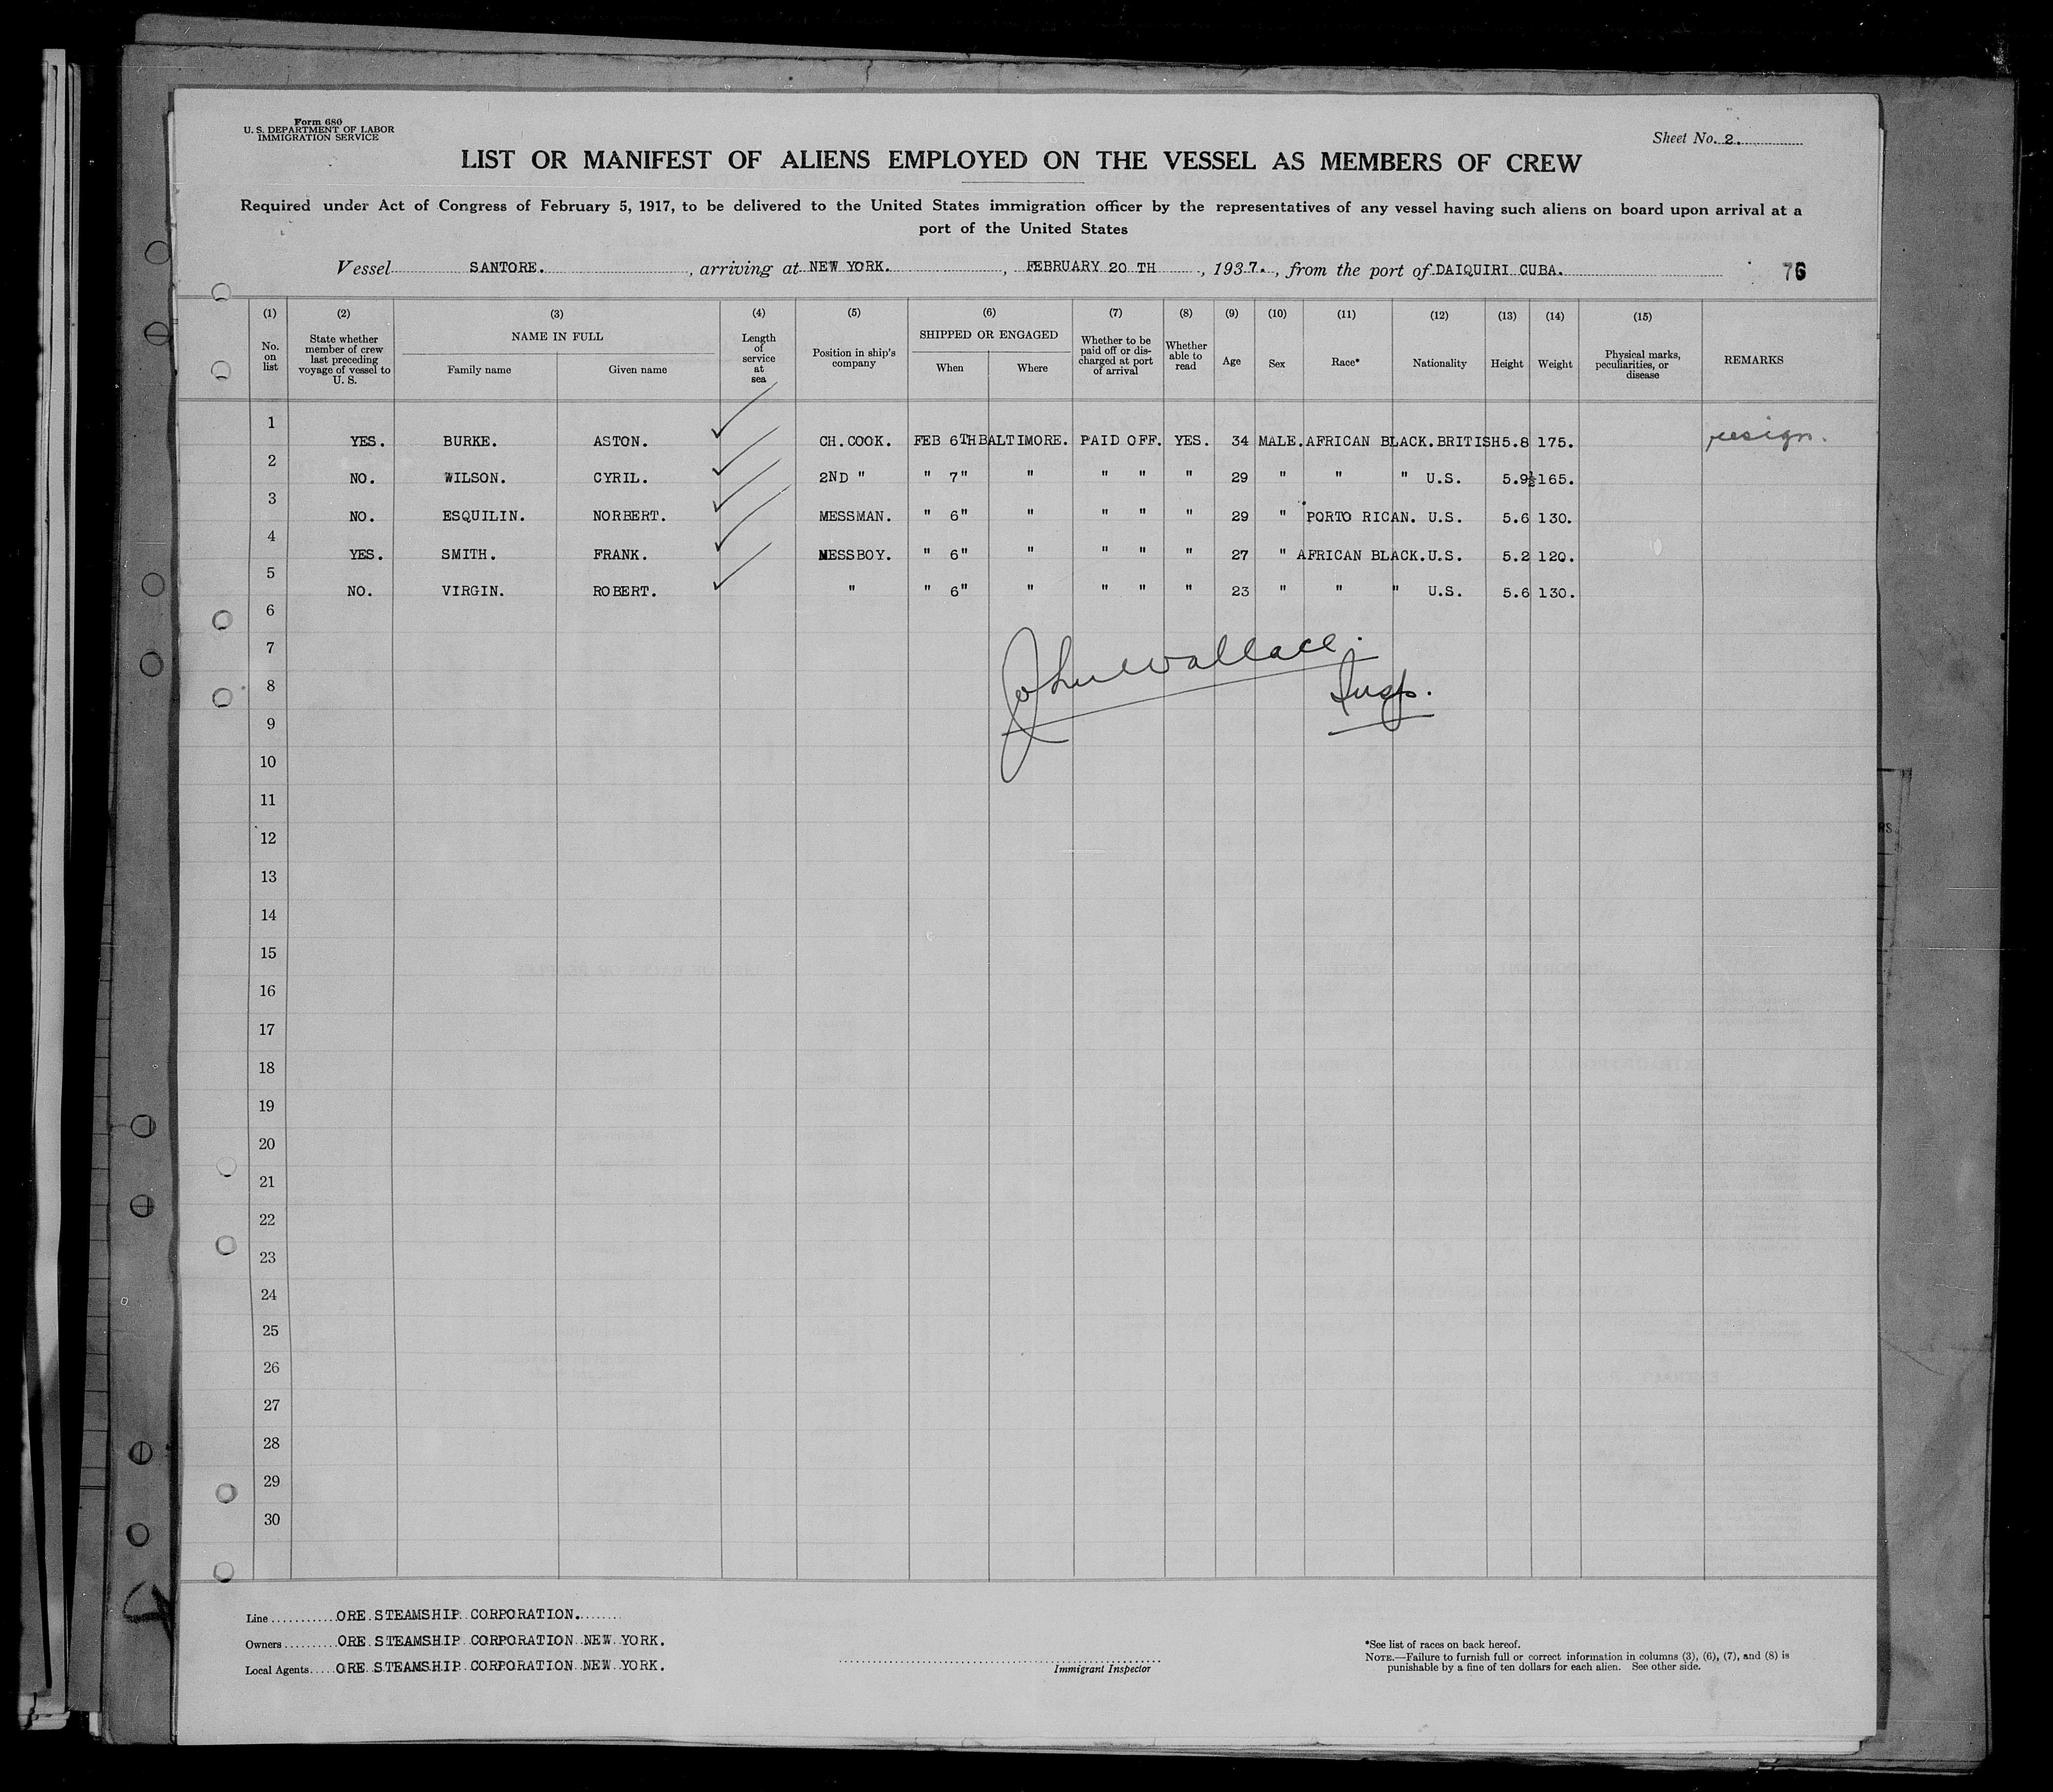 Form 680
U. S. DEPARTMENT OF LABOR
IMMIGRATION SERVICE
Sheet No. 2.
LIST OR MANIFEST OF ALIENS EMPLOYED ON THE VESSEL AS MEMBERS OF CREW
Required under Act of Congress of February 5, 1917, to be delivered to the United States immigration officer by the representatives of any vessel having such aliens on board upon arrival at a
port of the United States
Vessel SANTORE. , arriving at NEW YORK. , FEBRUARY 20 TH , 1937. , from the port of DAIQUIRI CUBA. 76
(1) (2) (3) (4) (5) (6) (7) (8) (9) (10) (11) (12) (13) (14) (15)
No. on list State whether member of crew last preceding voyage of vessel to U. S. NAME IN FULL Family name Given name Length of service at sea Position in ship's company SHIPPED OR ENGAGED When Where Whether to be paid off or discharged at port of arrival Whether able to read Age Sex Race* Nationality Height Weight Physical marks, peculiarities, or disease REMARKS
1 YES. BURKE. ASTON. ✓ CH. COOK. FEB 6TH BALTIMORE. PAID OFF. YES. 34 MALE. AFRICAN BLACK. BRITISH 5.8 175. resign.
2 NO. WILSON. CYRIL. ✓ 2ND " " 7" " " " " 29 " " " U.S. 5.9½ 165.
3 NO. ESQUILIN. NORBERT. ✓ MESSMAN. " 6" " " " " 29 " PORTO RICAN. U.S. 5.6 130.
4 YES. SMITH. FRANK. ✓ MESSBOY. " 6" " " " " 27 " AFRICAN BLACK. U.S. 5.2 120.
5 NO. VIRGIN. ROBERT. ✓ " " 6" " " " " 23 " " " U.S. 5.6 130.
6
7
John Wallace.
8
Insp.
9
10
11
12
13
14
15
16
17
18
19
20
21
22
23
24
25
26
27
28
29
30
Line ORE STEAMSHIP CORPORATION.
Owners ORE STEAMSHIP CORPORATION NEW YORK.
Local Agents ORE STEAMSHIP CORPORATION NEW YORK.
Immigrant Inspector
*See list of races on back hereof.
NOTE.—Failure to furnish full or correct information in columns (3), (6), (7), and (8) is
punishable by a fine of ten dollars for each alien. See other side.